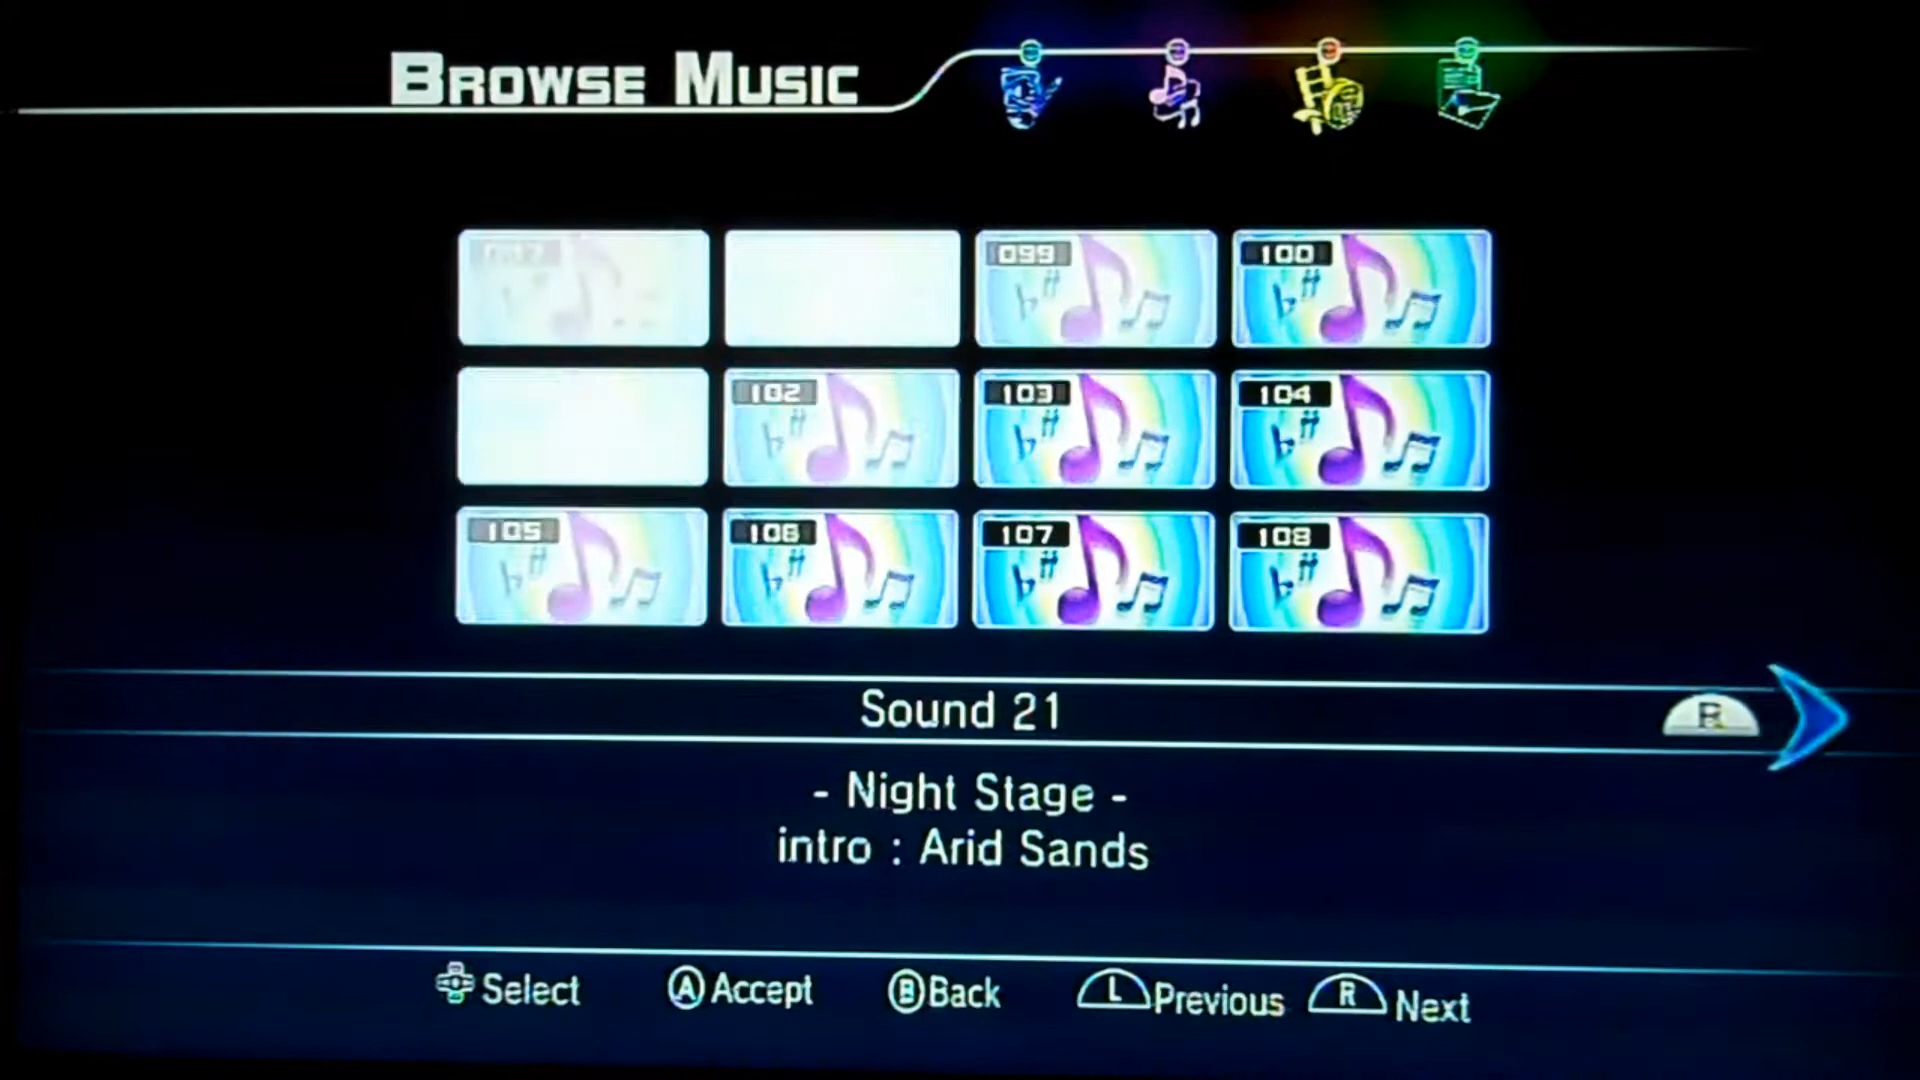 BROWSE MUSIC
099
100
102
103
104
105
106
107
108
Sound 21
R
- Night Stage -
intro : Arid Sands
Select
A Accept
B Back
L Previous
R Next